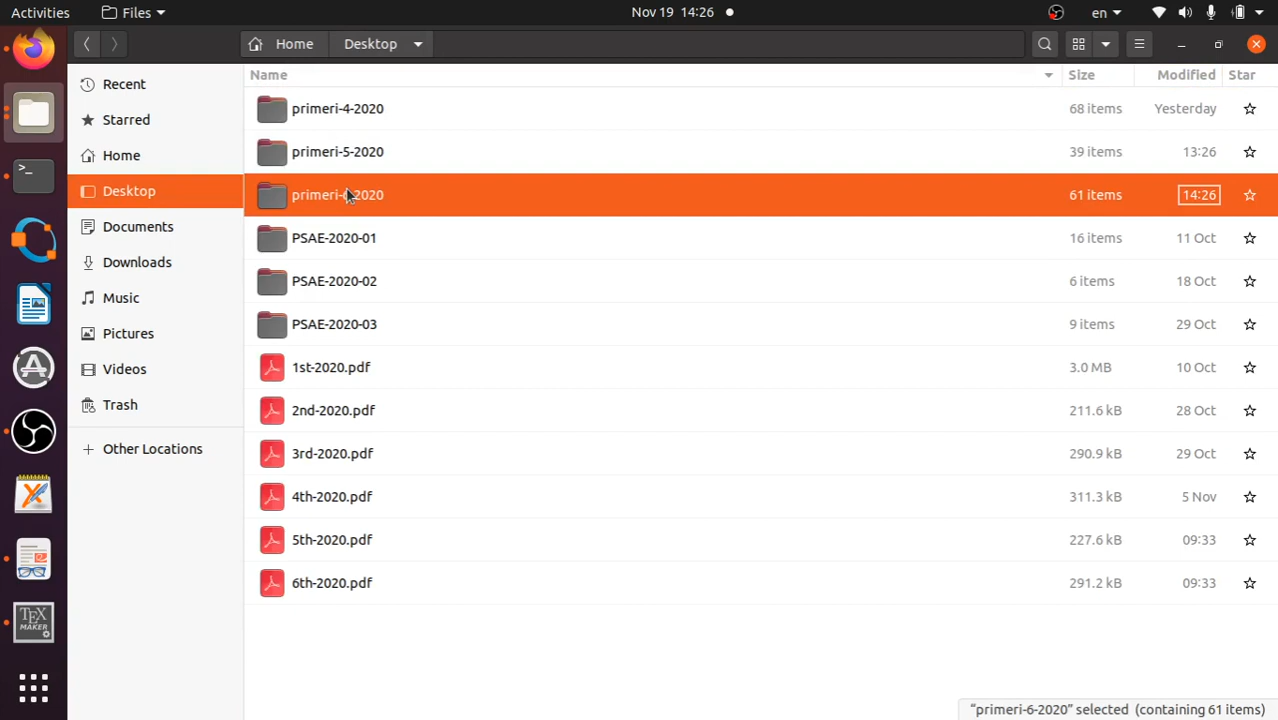 Activities Files Nov 19 14:26 en
Home Desktop
Name Size Modified Star
Recent
Starred
Home
Desktop
Documents
Downloads
Music
Pictures
Videos
Trash
Other Locations
primeri-4-2020 68 items Yesterday
primeri-5-2020 39 items 13:26
primeri-6-2020 61 items 14:26
PSAE-2020-01 16 items 11 Oct
PSAE-2020-02 6 items 18 Oct
PSAE-2020-03 9 items 29 Oct
1st-2020.pdf 3.0 MB 10 Oct
2nd-2020.pdf 211.6 kB 28 Oct
3rd-2020.pdf 290.9 kB 29 Oct
4th-2020.pdf 311.3 kB 5 Nov
5th-2020.pdf 227.6 kB 09:33
6th-2020.pdf 291.2 kB 09:33
TEX
MAKER
“primeri-6-2020” selected (containing 61 items)